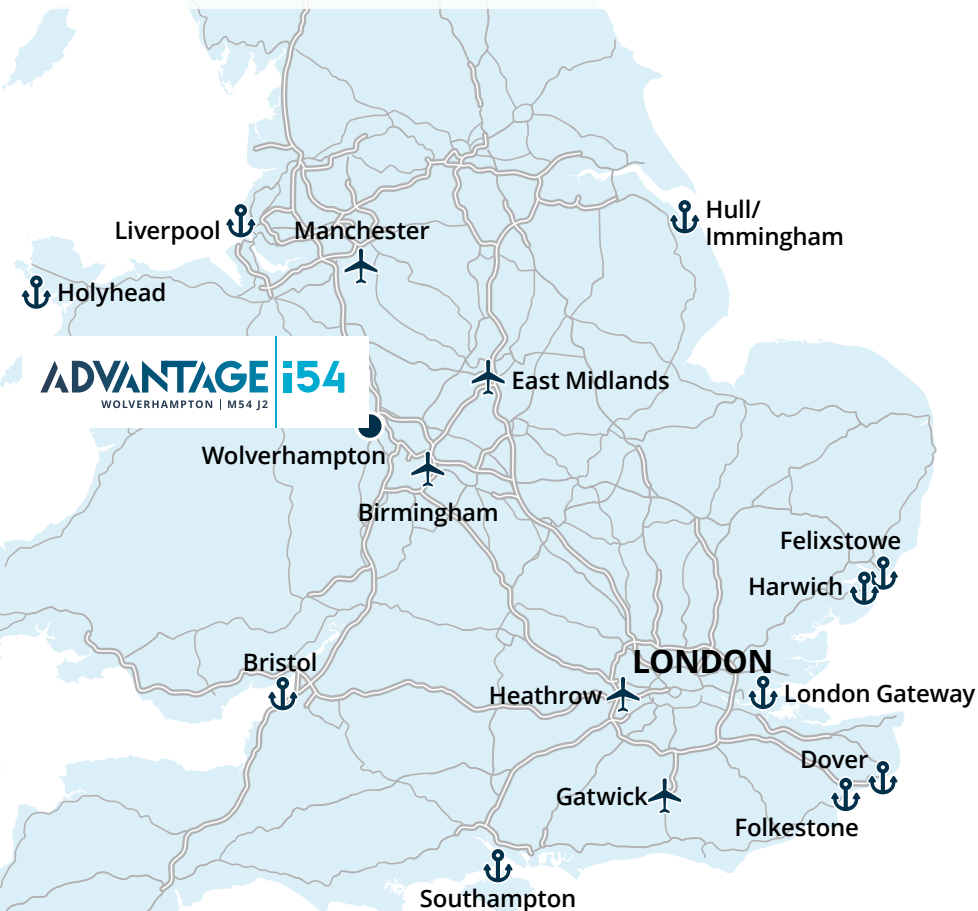 Hull/
Immingham
Liverpool
Manchester
Holyhead
ADVANTAGE i54
WOLVERHAMPTON | M54 J2
East Midlands
Wolverhampton
Birmingham
Felixstowe
Harwich
Bristol
LONDON
Heathrow
London Gateway
Dover
Gatwick
Folkestone
Southampton